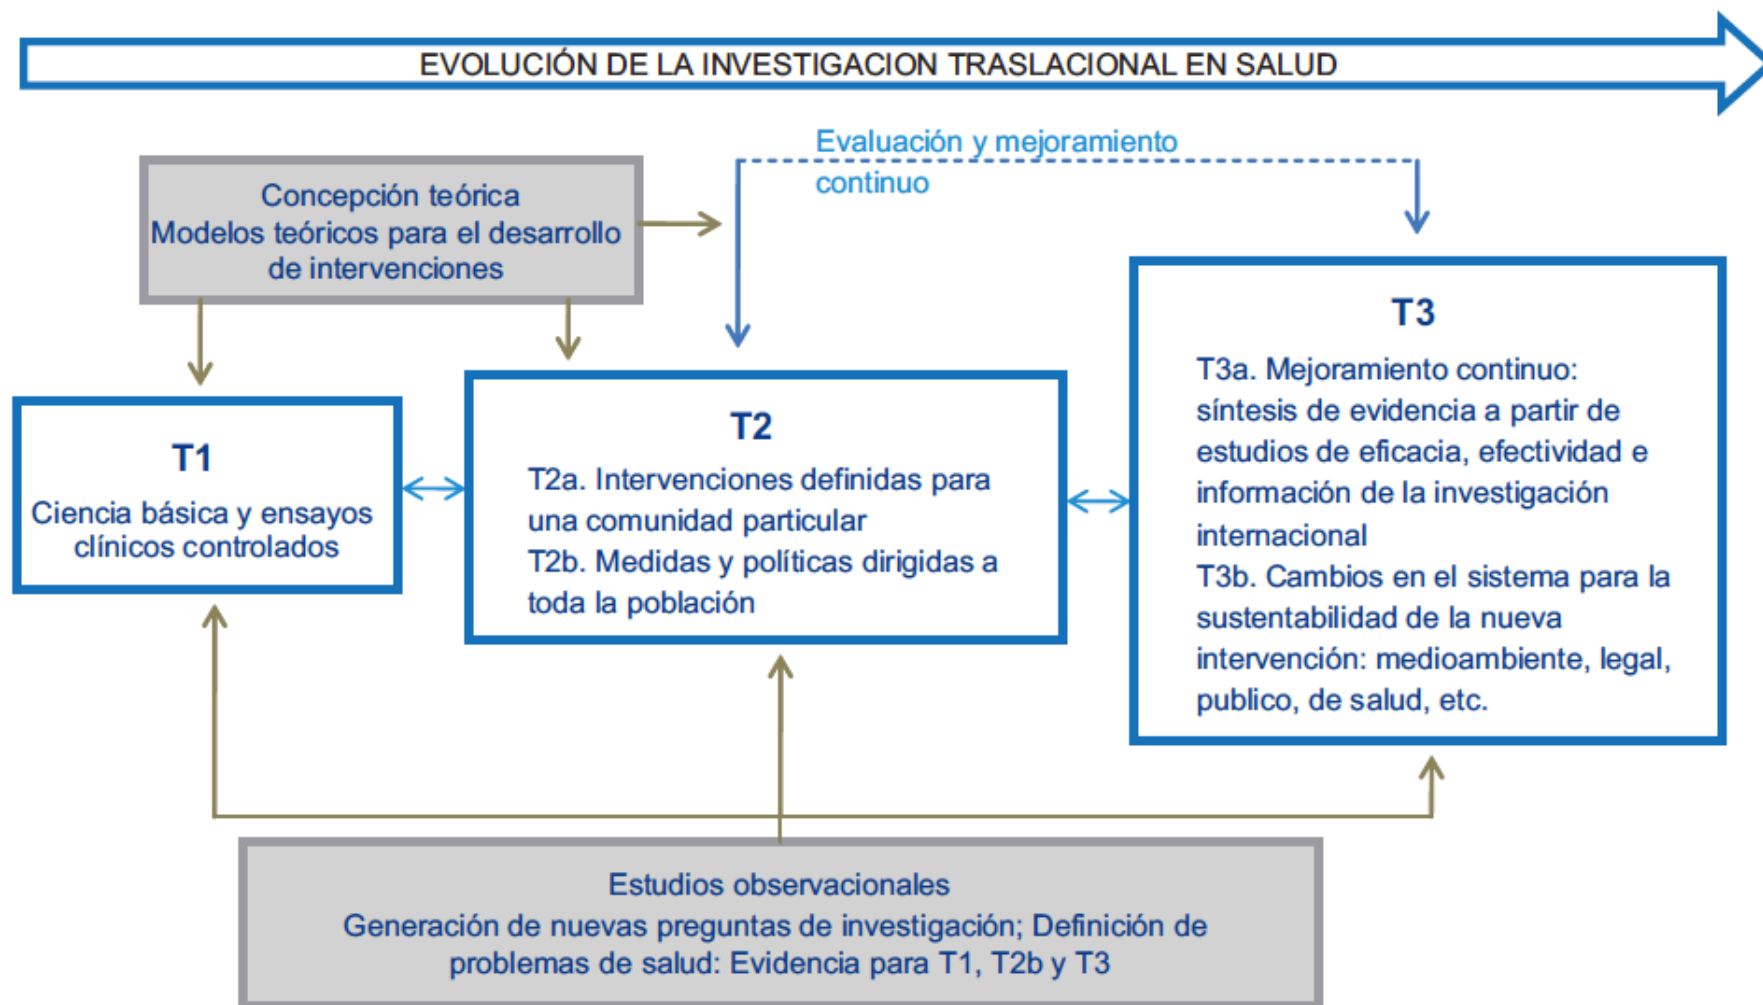 EVOLUCIÓN DE LA INVESTIGACION TRASLACIONAL EN SALUD
Evaluación y mejoramiento
continuo
Concepción teórica
Modelos teóricos para el desarrollo
de intervenciones
T1
Ciencia básica y ensayos
clínicos controlados
T2
T2a. Intervenciones definidas para
una comunidad particular
T2b. Medidas y políticas dirigidas a
toda la población
T3
T3a. Mejoramiento continuo:
síntesis de evidencia a partir de
estudios de eficacia, efectividad e
información de la investigación
internacional
T3b. Cambios en el sistema para la
sustentabilidad de la nueva
intervención: medioambiente, legal,
publico, de salud, etc.
Estudios observacionales
Generación de nuevas preguntas de investigación; Definición de
problemas de salud: Evidencia para T1, T2b y T3